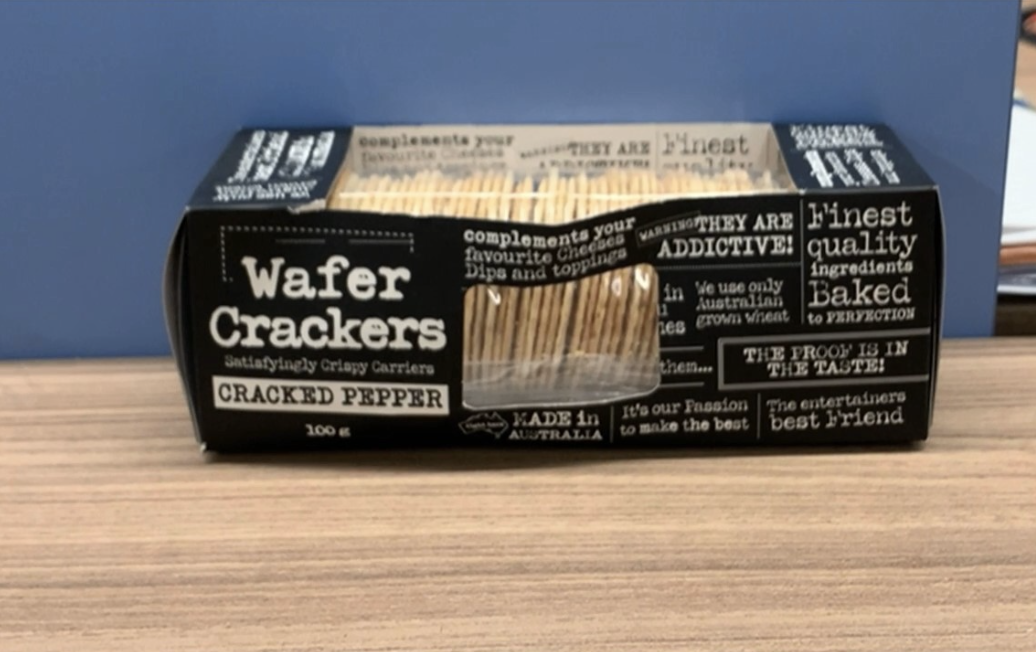 complements your
favourite Cheeses
THEY ARE
Finest
Wafer
Crackers
Satisfyingly Crispy Carriers
CRACKED PEPPER
100 g
complements your
favourite Cheeses
Dips and toppings
WARNING! THEY ARE
ADDICTIVE!
in
We use only
Australian
grown wheat
them...
MADE in
AUSTRALIA
It's our Passion
to make the best
Finest
quality
ingredients
Baked
to PERFECTION
THE PROOF IS IN
THE TASTE!
The entertainers
best Friend